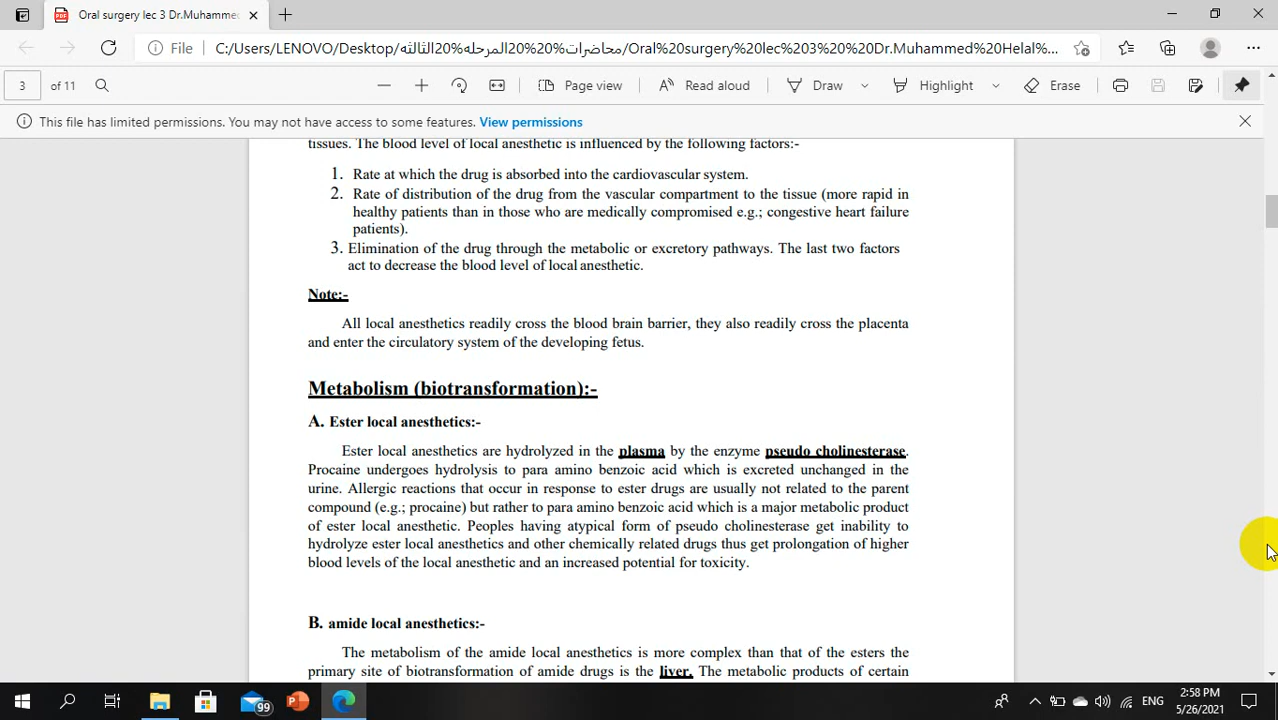 Oral surgery lec 3 Dr.Muhamme
File C:/Users/LENOVO/Desktop/محاضرات%20%20المرحله%20الثالثه/Oral%20surgery%20lec%203%20%20Dr.Muhammed%20Helal%...
3 of 11 Page view Read aloud Draw Highlight Erase
This file has limited permissions. You may not have access to some features. View permissions
tissues. The blood level of local anesthetic is influenced by the following factors:-
1. Rate at which the drug is absorbed into the cardiovascular system.
2. Rate of distribution of the drug from the vascular compartment to the tissue (more rapid in
healthy patients than in those who are medically compromised e.g.; congestive heart failure
patients).
3. Elimination of the drug through the metabolic or excretory pathways. The last two factors
act to decrease the blood level of local anesthetic.
Note:-
All local anesthetics readily cross the blood brain barrier, they also readily cross the placenta
and enter the circulatory system of the developing fetus.
Metabolism (biotransformation):-
A. Ester local anesthetics:-
Ester local anesthetics are hydrolyzed in the plasma by the enzyme pseudo cholinesterase.
Procaine undergoes hydrolysis to para amino benzoic acid which is excreted unchanged in the
urine. Allergic reactions that occur in response to ester drugs are usually not related to the parent
compound (e.g.; procaine) but rather to para amino benzoic acid which is a major metabolic product
of ester local anesthetic. Peoples having atypical form of pseudo cholinesterase get inability to
hydrolyze ester local anesthetics and other chemically related drugs thus get prolongation of higher
blood levels of the local anesthetic and an increased potential for toxicity.
B. amide local anesthetics:-
The metabolism of the amide local anesthetics is more complex than that of the esters the
primary site of biotransformation of amide drugs is the liver. The metabolic products of certain
99
ENG
2:58 PM
5/26/2021